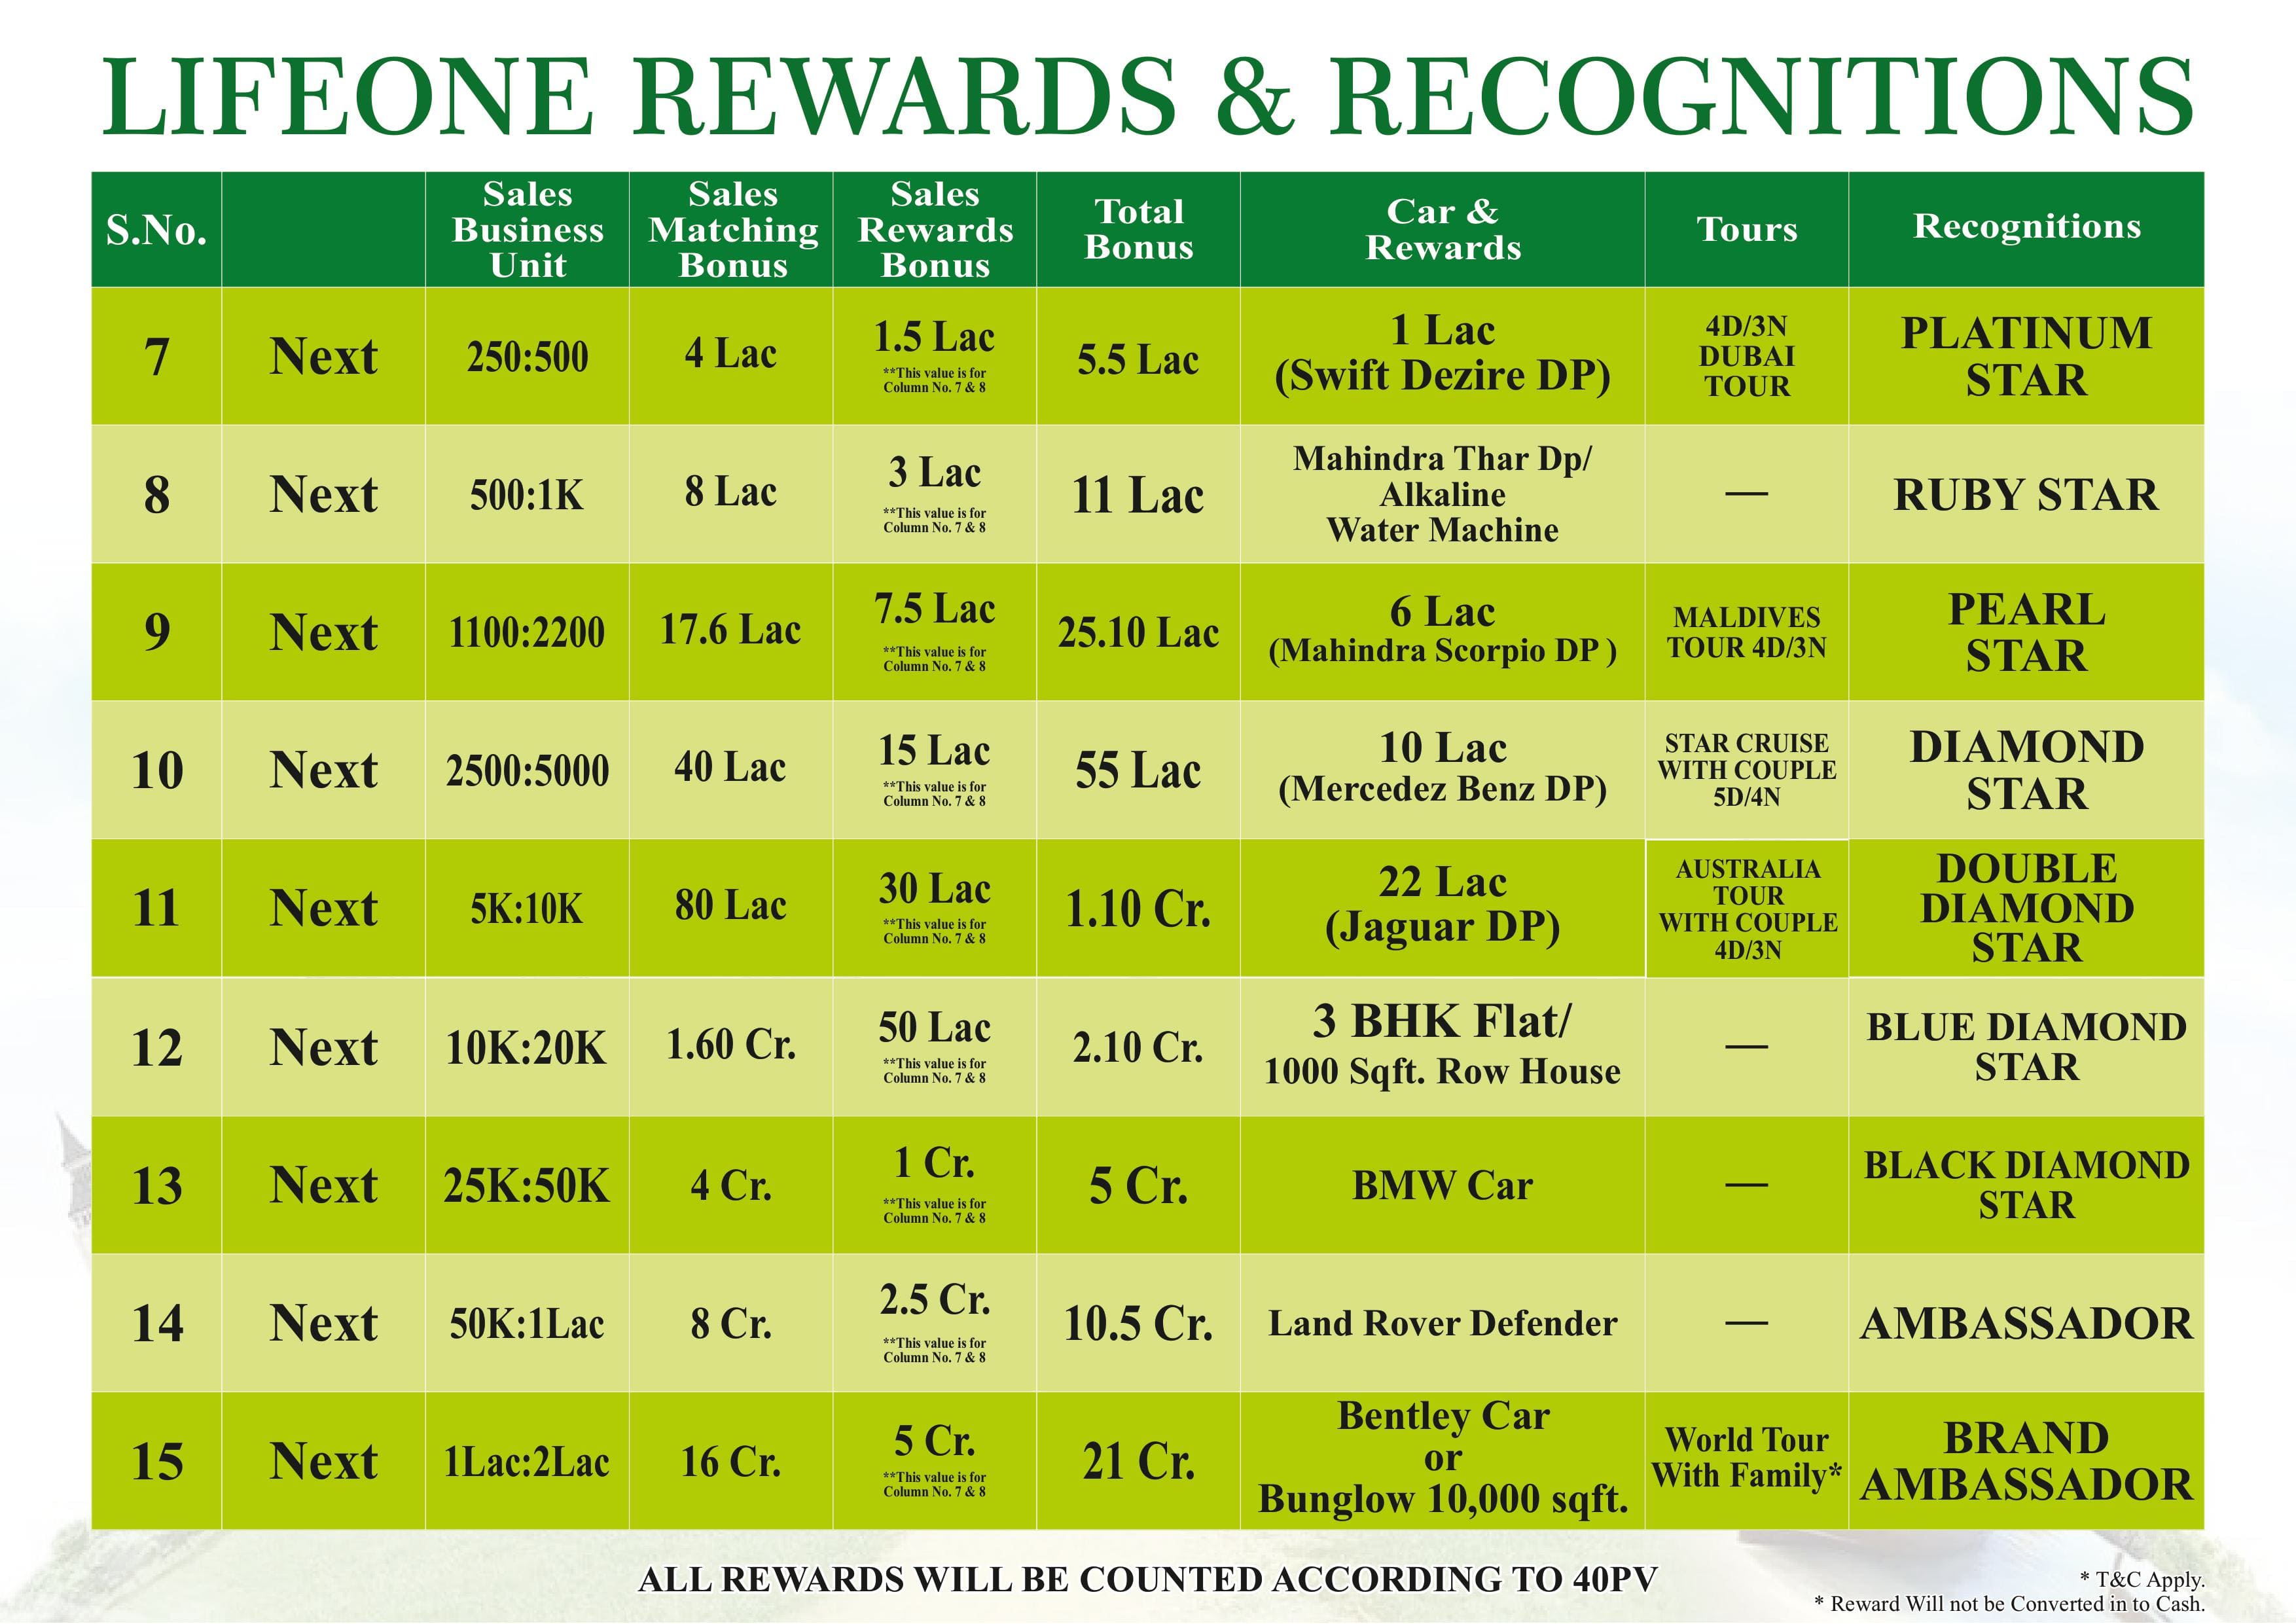 LIFEONE REWARDS & RECOGNITIONS
S.No.
Sales
Business
Unit
Sales
Matching
Bonus
Sales
Rewards
Bonus
Total
Bonus
Car &
Rewards
Tours
Recognitions
7
Next
250:500
4 Lac
1.5 Lac
**This value is for
Column No. 7 & 8
5.5 Lac
1 Lac
(Swift Dezire DP)
4D/3N
DUBAI
TOUR
PLATINUM
STAR
8
Next
500:1K
8 Lac
3 Lac
**This value is for
Column No. 7 & 8
11 Lac
Mahindra Thar Dp/
Alkaline
Water Machine
—
RUBY STAR
9
Next
1100:2200
17.6 Lac
7.5 Lac
**This value is for
Column No. 7 & 8
25.10 Lac
6 Lac
(Mahindra Scorpio DP )
MALDIVES
TOUR 4D/3N
PEARL
STAR
10
Next
2500:5000
40 Lac
15 Lac
**This value is for
Column No. 7 & 8
55 Lac
10 Lac
(Mercedez Benz DP)
STAR CRUISE
WITH COUPLE
5D/4N
DIAMOND
STAR
11
Next
5K:10K
80 Lac
30 Lac
**This value is for
Column No. 7 & 8
1.10 Cr.
22 Lac
(Jaguar DP)
AUSTRALIA
TOUR
WITH COUPLE
4D/3N
DOUBLE
DIAMOND
STAR
12
Next
10K:20K
1.60 Cr.
50 Lac
**This value is for
Column No. 7 & 8
2.10 Cr.
3 BHK Flat/
1000 Sqft. Row House
—
BLUE DIAMOND
STAR
13
Next
25K:50K
4 Cr.
1 Cr.
**This value is for
Column No. 7 & 8
5 Cr.
BMW Car
—
BLACK DIAMOND
STAR
14
Next
50K:1Lac
8 Cr.
2.5 Cr.
**This value is for
Column No. 7 & 8
10.5 Cr.
Land Rover Defender
—
AMBASSADOR
15
Next
1Lac:2Lac
16 Cr.
5 Cr.
**This value is for
Column No. 7 & 8
21 Cr.
Bentley Car
or
Bunglow 10,000 sqft.
World Tour
With Family*
BRAND
AMBASSADOR
ALL REWARDS WILL BE COUNTED ACCORDING TO 40PV
* T&C Apply.
* Reward Will not be Converted in to Cash.